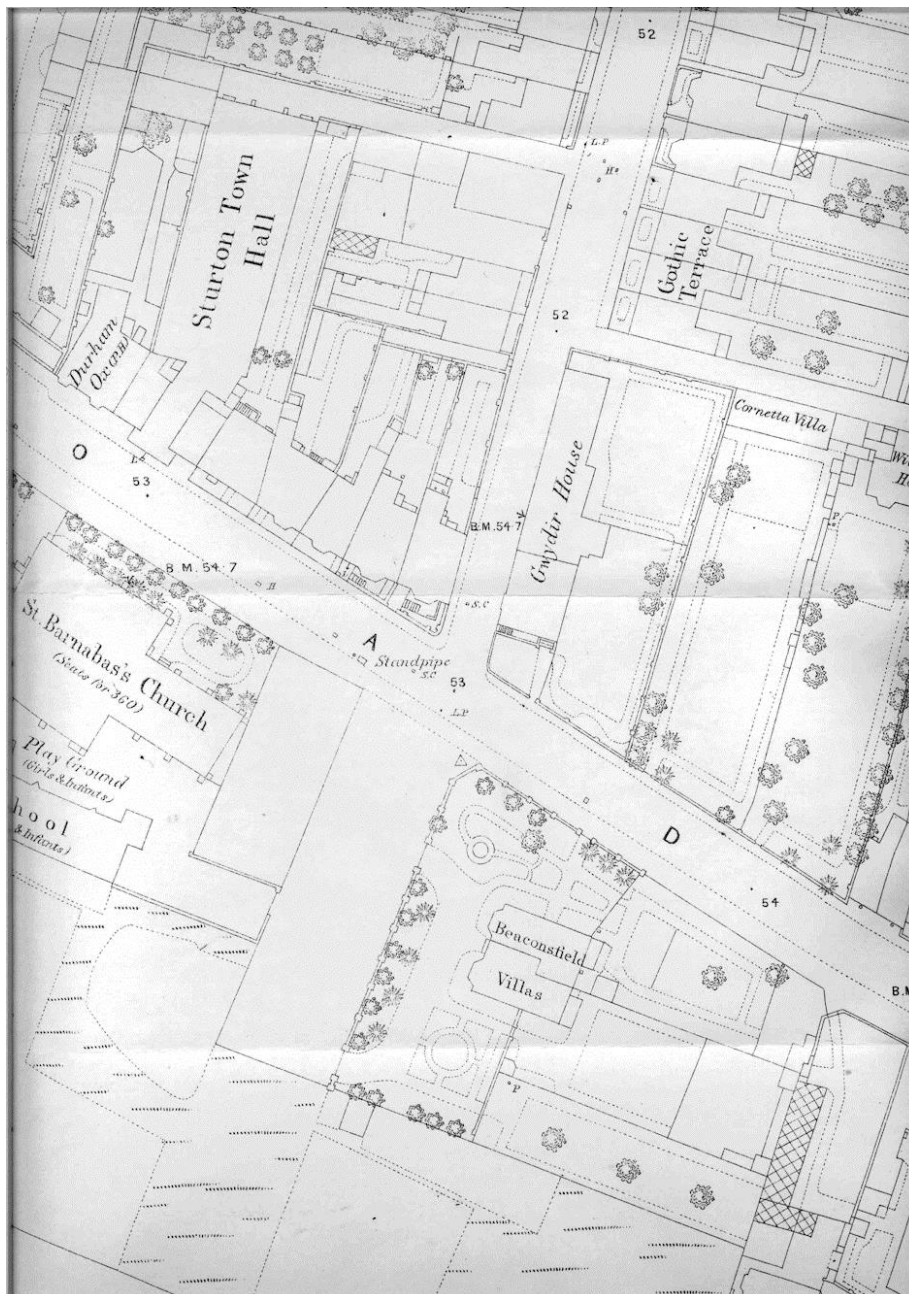 52
L.P
H
Sturton Town
Hall
Gothic
Terrace
52
Durham
Ox (P.H)
Cornetta Villa
O
L.P
53
Gwydir House
B.M. 54·7
B. M. 54·7
H
S.C
P
St. Barnabas's Church
(Seats for 360)
A
Standpipe
S.C
53
L.P
Play Ground
(Girls & Infants)
hool
& Infants)
D
54
Beaconsfield
Villas
B.M
P